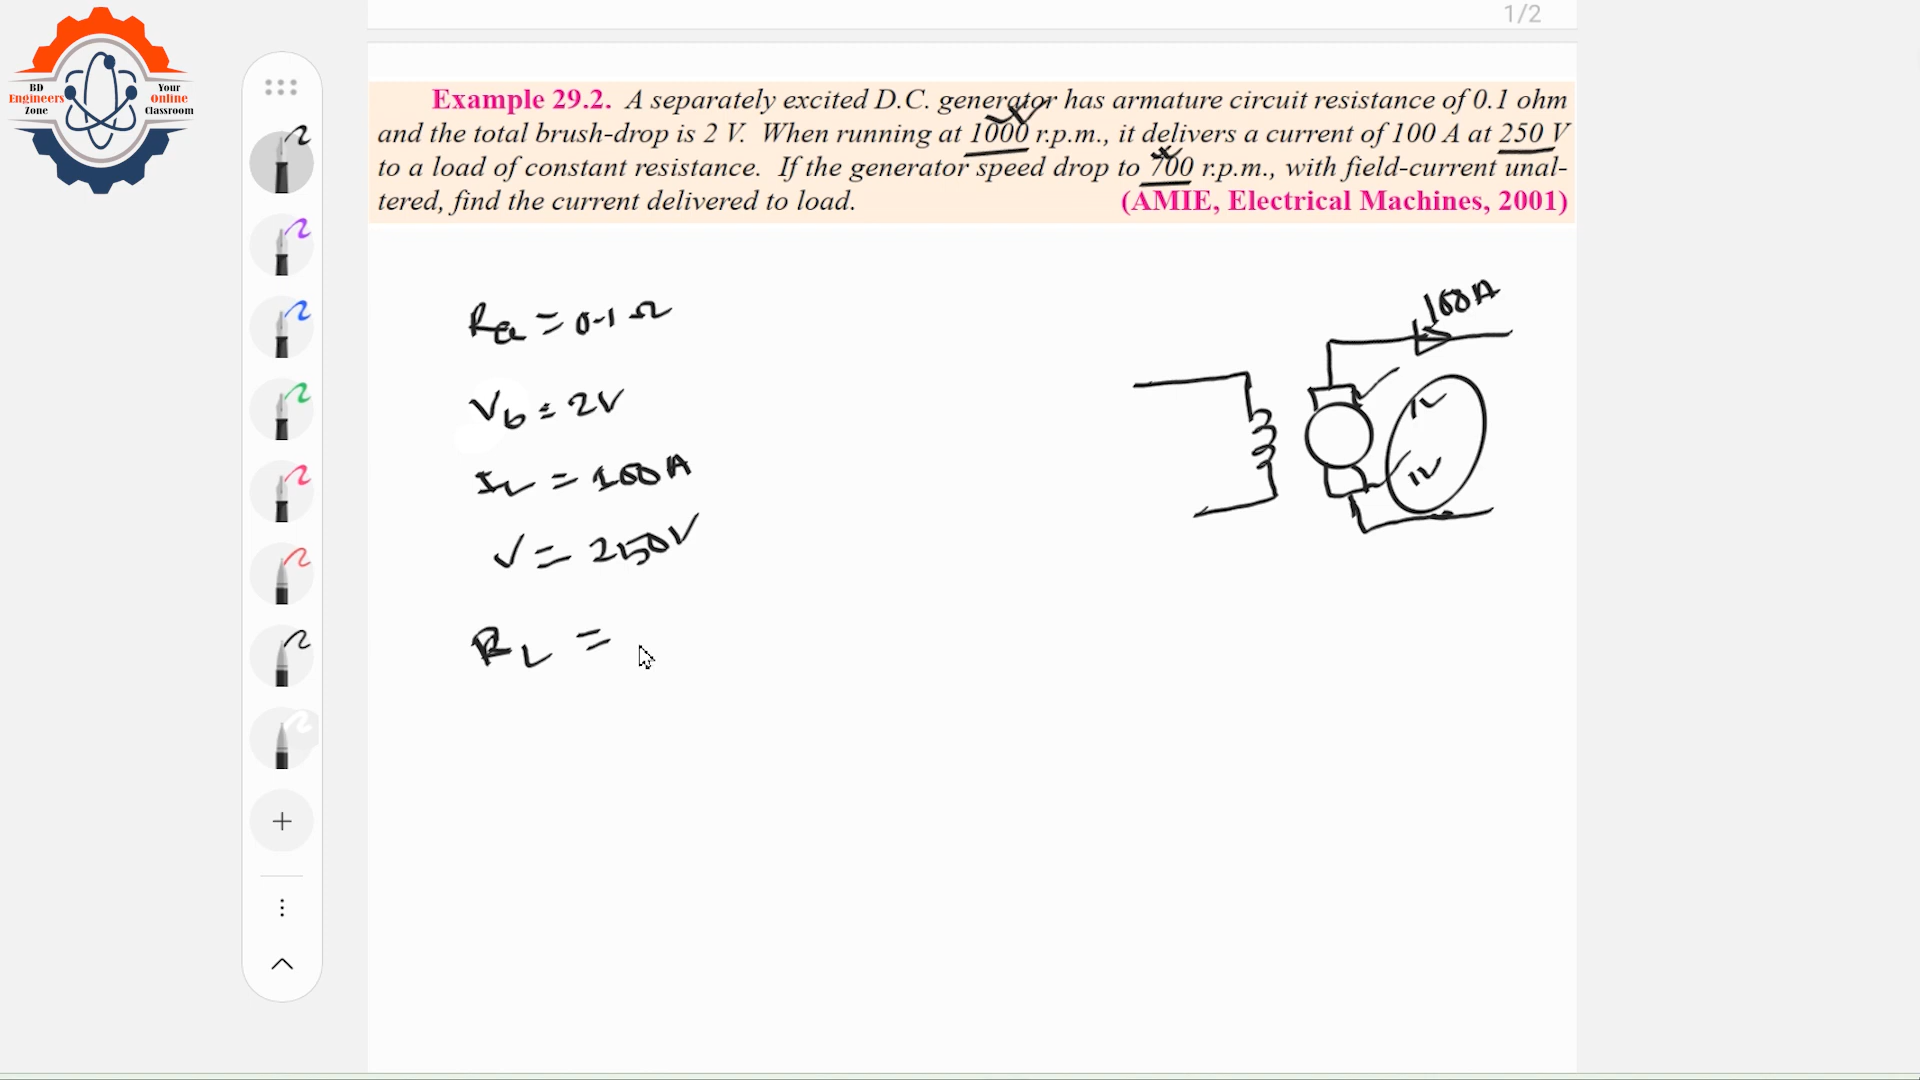 1/2
BD
Engineers
Zone
Your
Online
Classroom
Example 29.2. A separately excited D.C. generator has armature circuit resistance of 0.1 ohm
and the total brush-drop is 2 V. When running at 1000 r.p.m., it delivers a current of 100 A at 250 V
to a load of constant resistance. If the generator speed drop to 700 r.p.m., with field-current unal-
tered, find the current delivered to load.
(AMIE, Electrical Machines, 2001)
Ra = 0.1 Ω
Vb = 2V
IL = 100A
V = 250V
RL =
100A
1V
1V